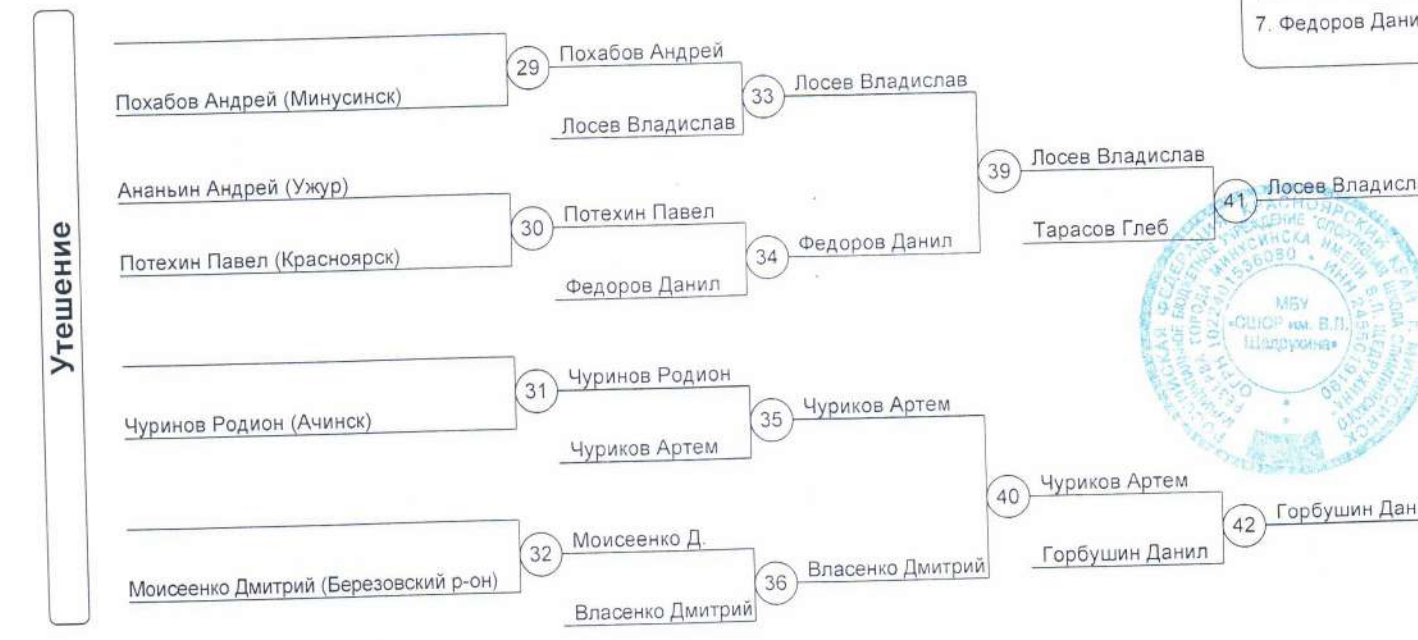 7. Федоров Дани
Утешение
29
Похабов Андрей
Похабов Андрей (Минусинск)
33
Лосев Владислав
Лосев Владислав
Ананьин Андрей (Ужур)
39
Лосев Владислав
30
Потехин Павел
41
Лосев Владисл
Потехин Павел (Красноярск)
34
Федоров Данил
Тарасов Глеб
Федоров Данил
МБУ
«СШОР им. В.П.
Щедрухина»
31
Чуринов Родион
Чуринов Родион (Ачинск)
35
Чуриков Артем
Чуриков Артем
40
Чуриков Артем
32
Моисеенко Д.
42
Горбушин Дан
Моисеенко Дмитрий (Березовский р-он)
36
Власенко Дмитрий
Горбушин Данил
Власенко Дмитрий